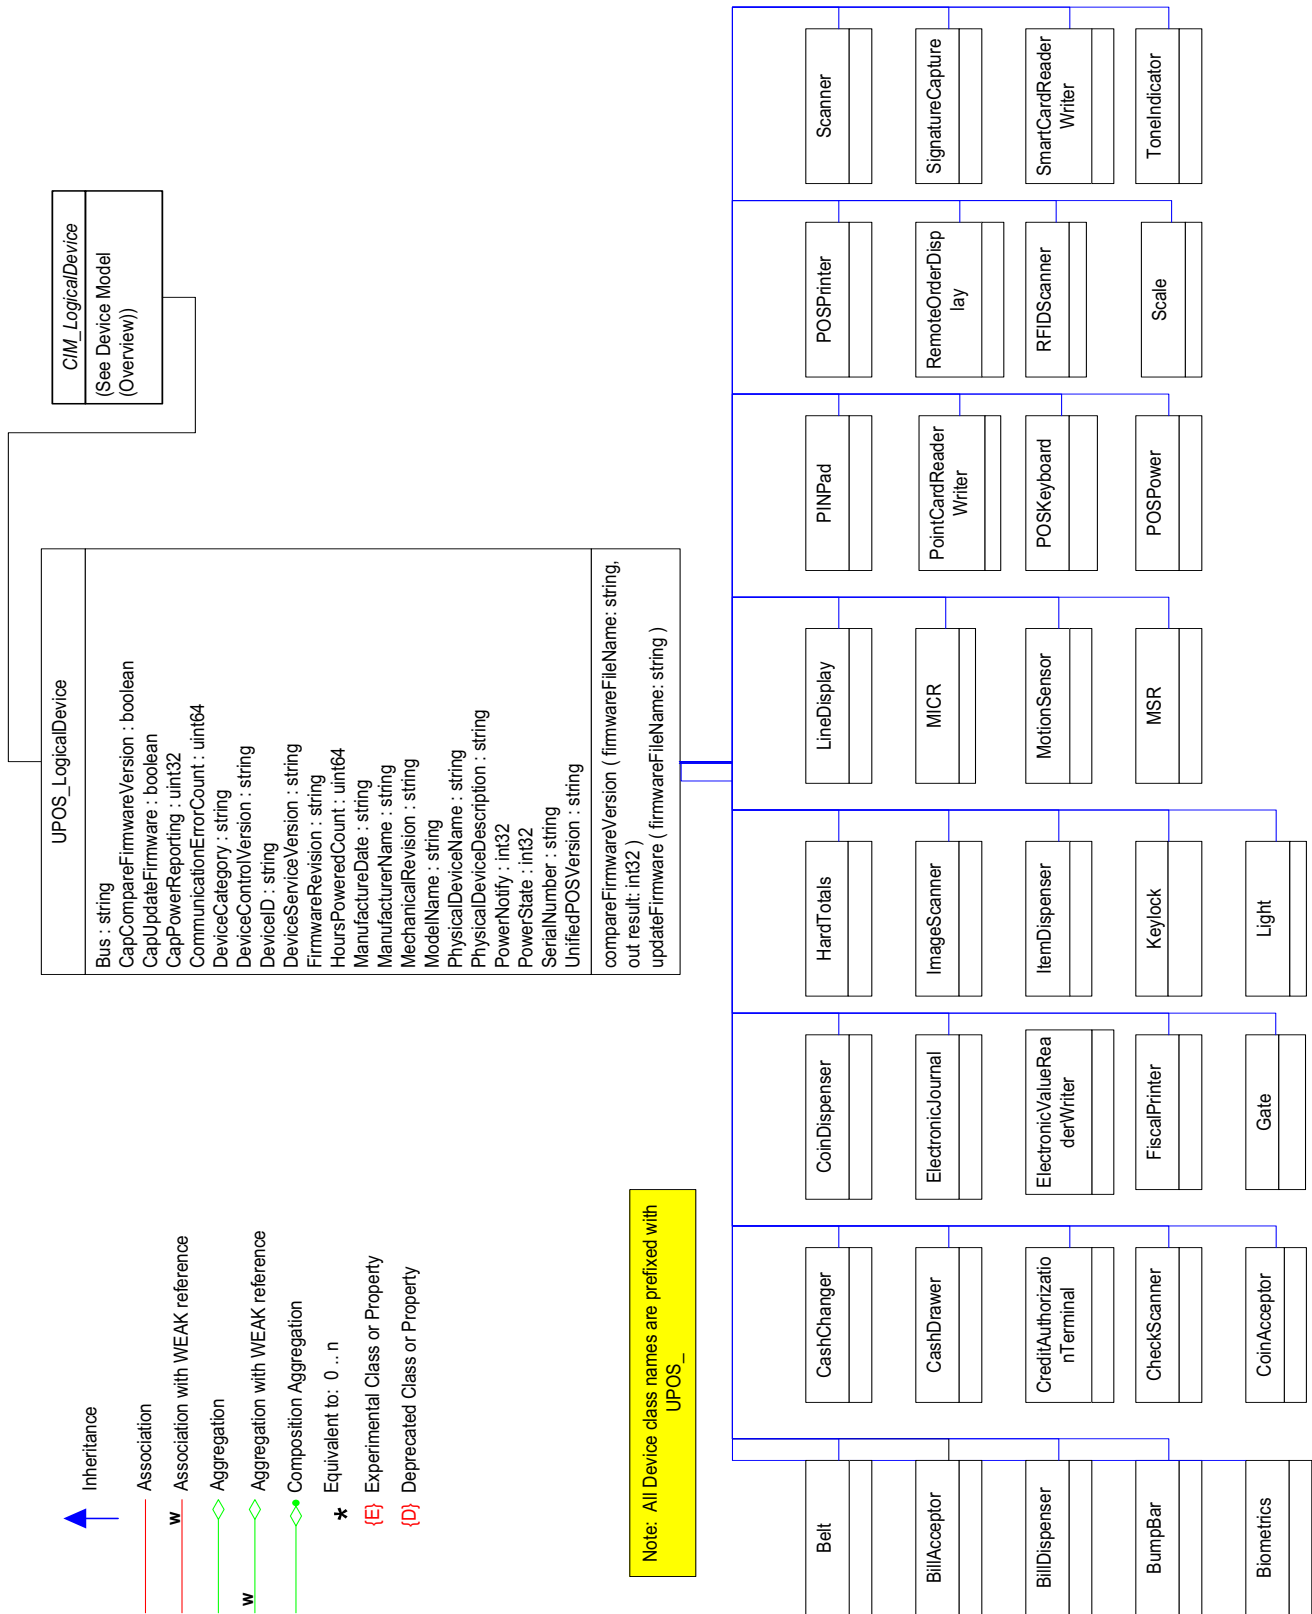 Inheritance
Association
w
Association with WEAK reference
Aggregation
w
Aggregation with WEAK reference
Composition Aggregation
* Equivalent to: 0 .. n
{E} Experimental Class or Property
{D} Deprecated Class or Property
Note: All Device class names are prefixed with
UPOS_
CIM_LogicalDevice
(See Device Model
(Overview))
UPOS_LogicalDevice
Bus : string
CapCompareFirmwareVersion : boolean
CapUpdateFirmware : boolean
CapPowerReporting : uint32
CommunicationErrorCount : uint64
DeviceCategory : string
DeviceControlVersion : string
DeviceID : string
DeviceServiceVersion : string
FirmwareRevision : string
HoursPoweredCount : uint64
ManufactureDate : string
ManufacturerName : string
MechanicalRevision : string
ModelName : string
PhysicalDeviceName : string
PhysicalDeviceDescription : string
PowerNotify : int32
PowerState : int32
SerialNumber : string
UnifiedPOSVersion : string
compareFirmwareVersion ( firmwareFileName: string,
out result: int32 )
updateFirmware ( firmwareFileName: string )
Belt
BillAcceptor
BillDispenser
BumpBar
Biometrics
CashChanger
CashDrawer
CreditAuthorizatio
nTerminal
CheckScanner
CoinAcceptor
CoinDispenser
ElectronicJournal
ElectronicValueRea
derWriter
FiscalPrinter
Gate
HardTotals
ImageScanner
ItemDispenser
Keylock
Light
LineDisplay
MICR
MotionSensor
MSR
PINPad
PointCardReader
Writer
POSKeyboard
POSPower
POSPrinter
RemoteOrderDisp
lay
RFIDScanner
Scale
Scanner
SignatureCapture
SmartCardReader
Writer
ToneIndicator